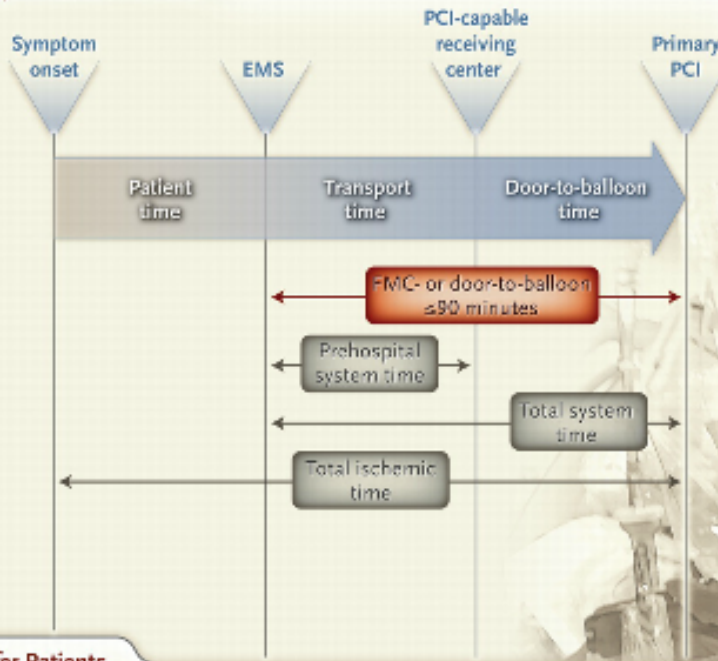 PCI-capable
receiving
center
Symptom
onset
EMS
Primary
PCI
Patient
time
Transport
time
Door-to-balloon
time
FMC- or door-to-balloon
≤90 minutes
Prehospital
system time
Total system
time
Total ischemic
time
for Patients